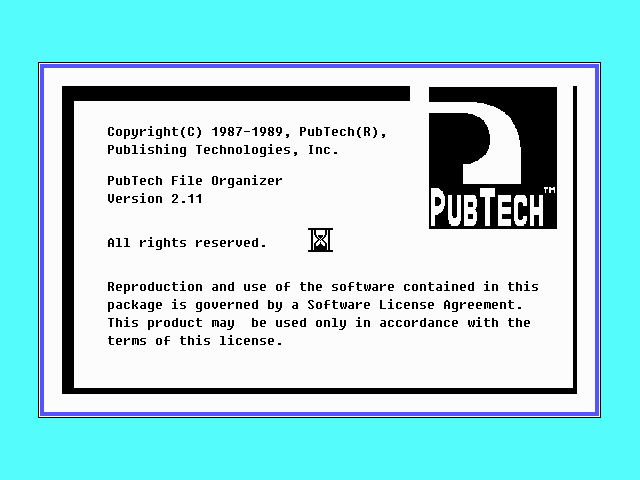 Copyright(C) 1987-1989, PubTech(R),
Publishing Technologies, Inc.
PubTech File Organizer
Version 2.11
All rights reserved.
Reproduction and use of the software contained in this
package is governed by a Software License Agreement.
This product may  be used only in accordance with the
terms of this license.
PUBTECH™